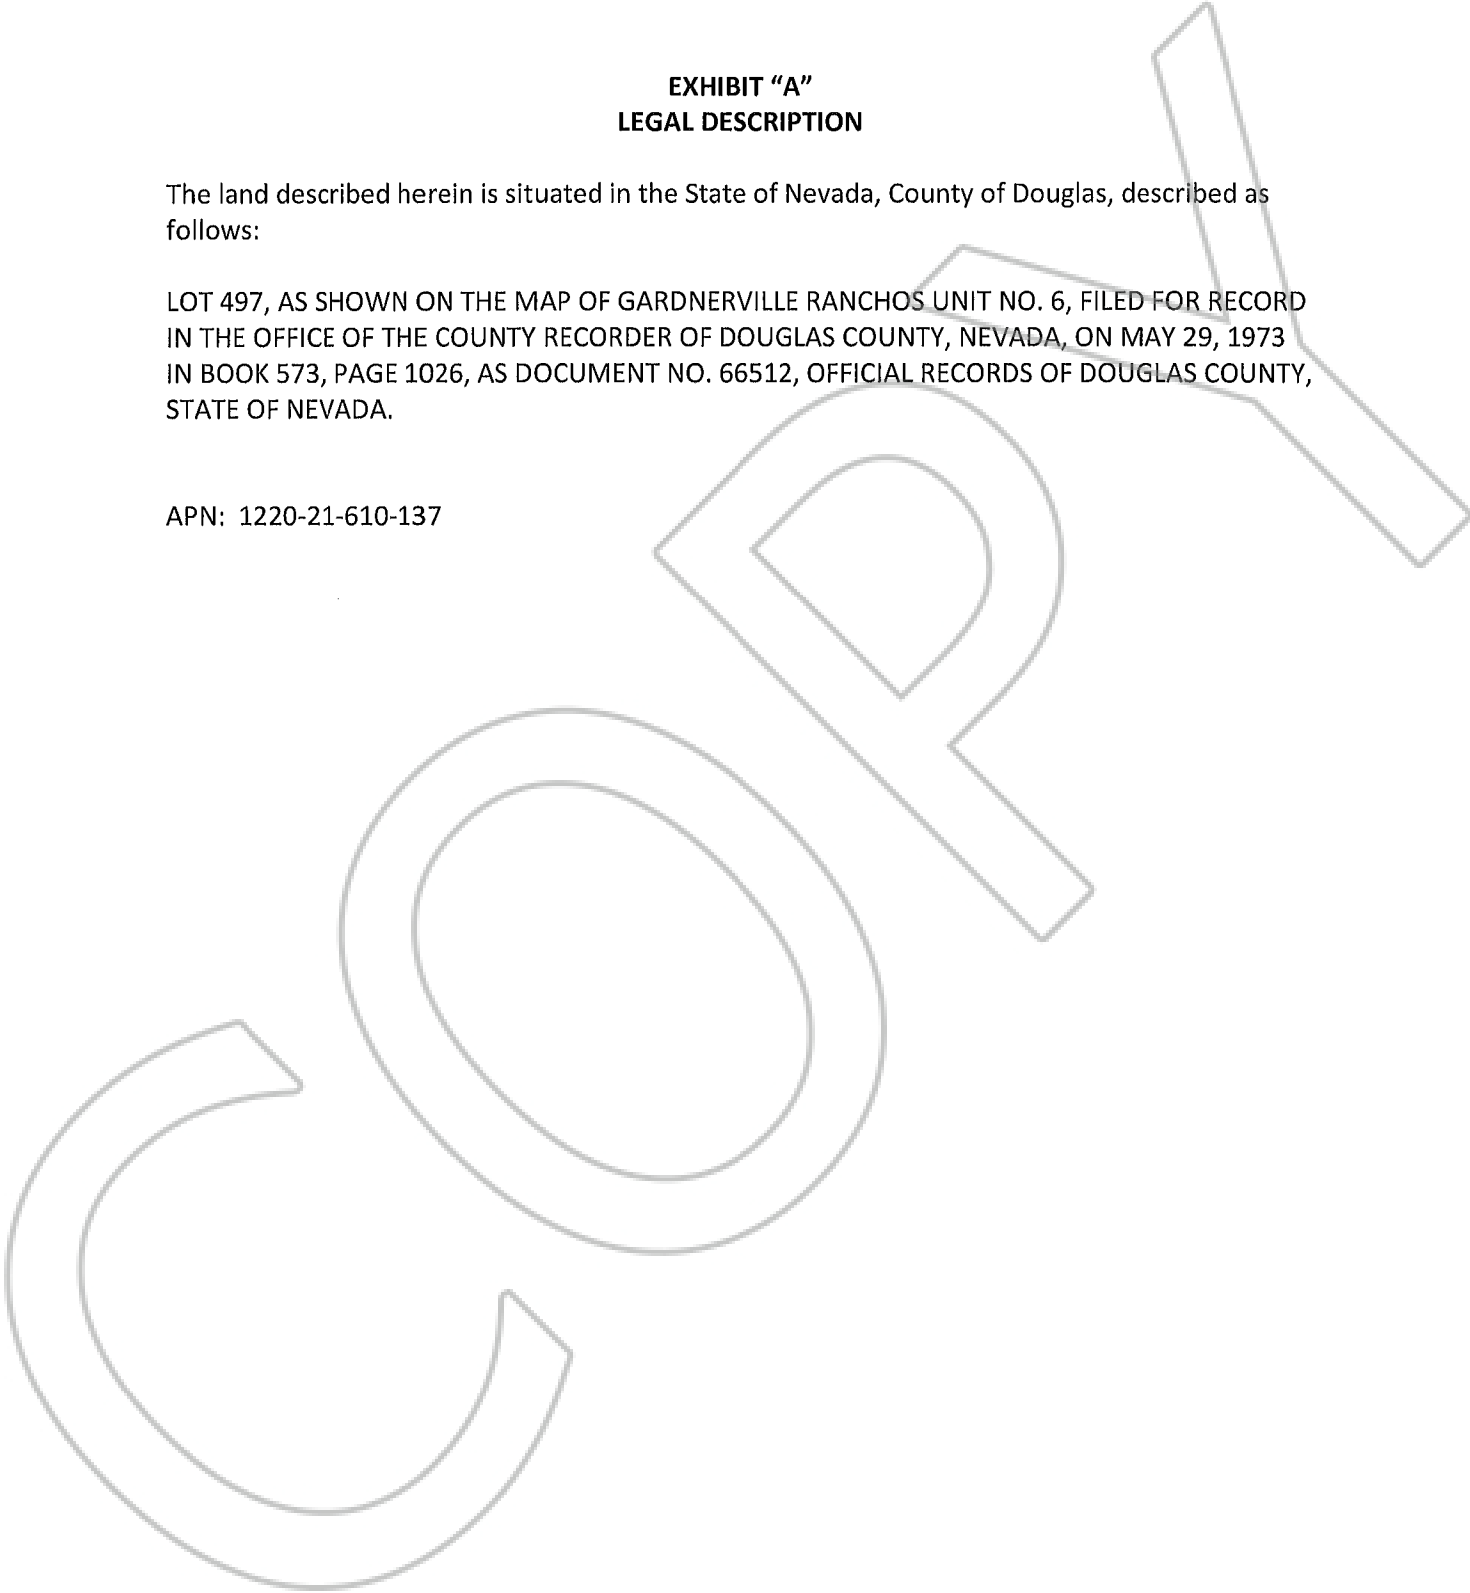 EXHIBIT “A”
LEGAL DESCRIPTION
The land described herein is situated in the State of Nevada, County of Douglas, described as
follows:
LOT 497, AS SHOWN ON THE MAP OF GARDNERVILLE RANCHOS UNIT NO. 6, FILED FOR RECORD
IN THE OFFICE OF THE COUNTY RECORDER OF DOUGLAS COUNTY, NEVADA, ON MAY 29, 1973
IN BOOK 573, PAGE 1026, AS DOCUMENT NO. 66512, OFFICIAL RECORDS OF DOUGLAS COUNTY,
STATE OF NEVADA.
APN: 1220-21-610-137
COPY